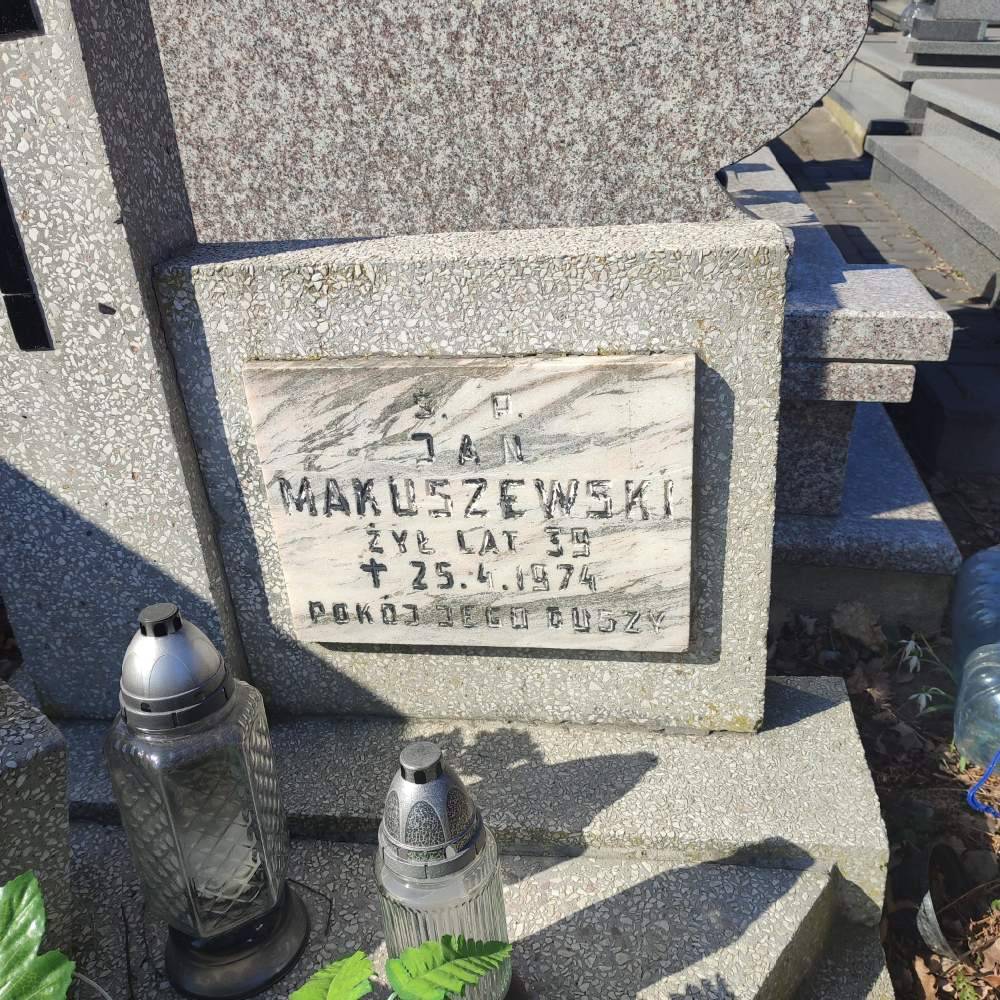 Ś. P.
JAN
MAKUSZEWSKI
ŻYŁ LAT 39
✝ 25.4.1974
POKÓJ JEGO DUSZY